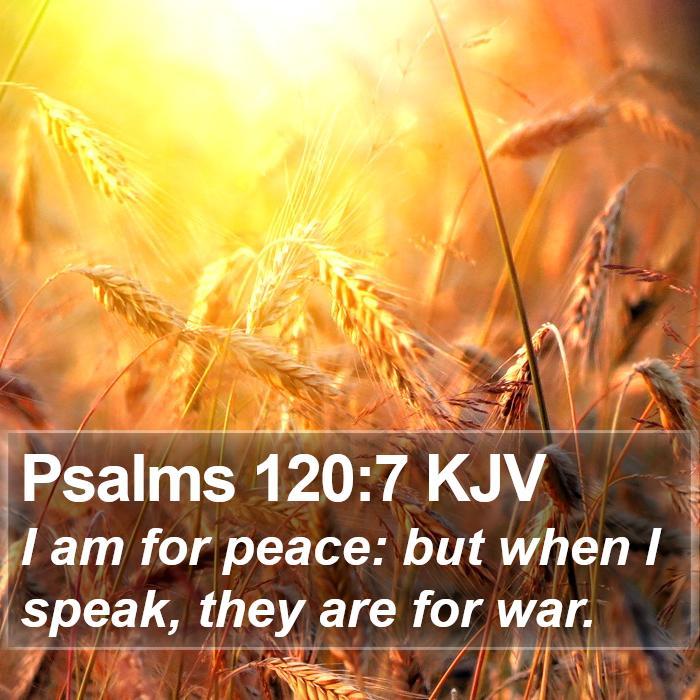 Psalms 120:7 KJV
I am for peace: but when I
speak, they are for war.